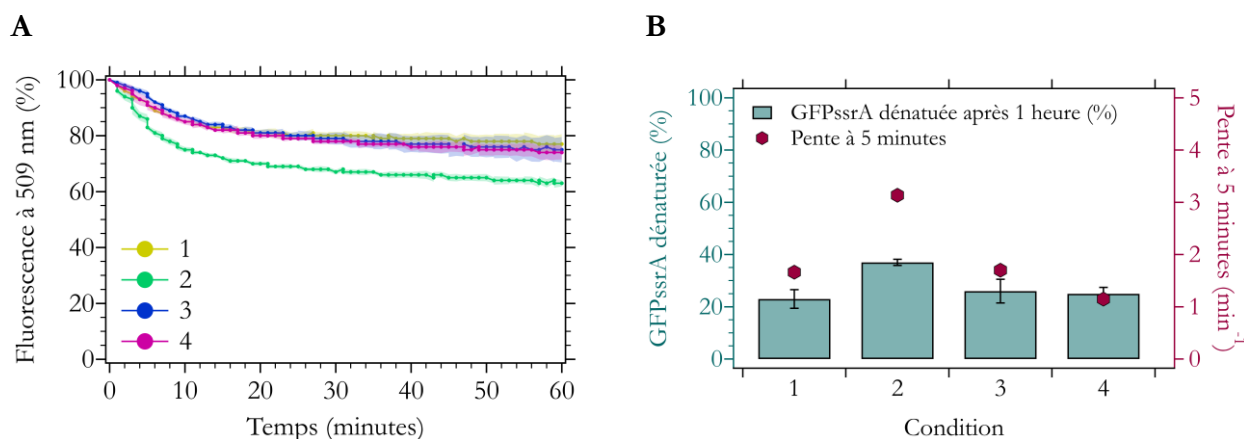 A
Fluorescence à 509 nm (%)
100
80
60
40
20
0
1
2
3
4
0 10 20 30 40 50 60
Temps (minutes)
B
GFPssrA dénaturée (%)
100
80
60
40
20
0
GFPssrA dénatuée après 1 heure (%)
Pente à 5 minutes
5
4
3
2
1
0
Pente à 5 minutes (min⁻¹)
1 2 3 4
Condition